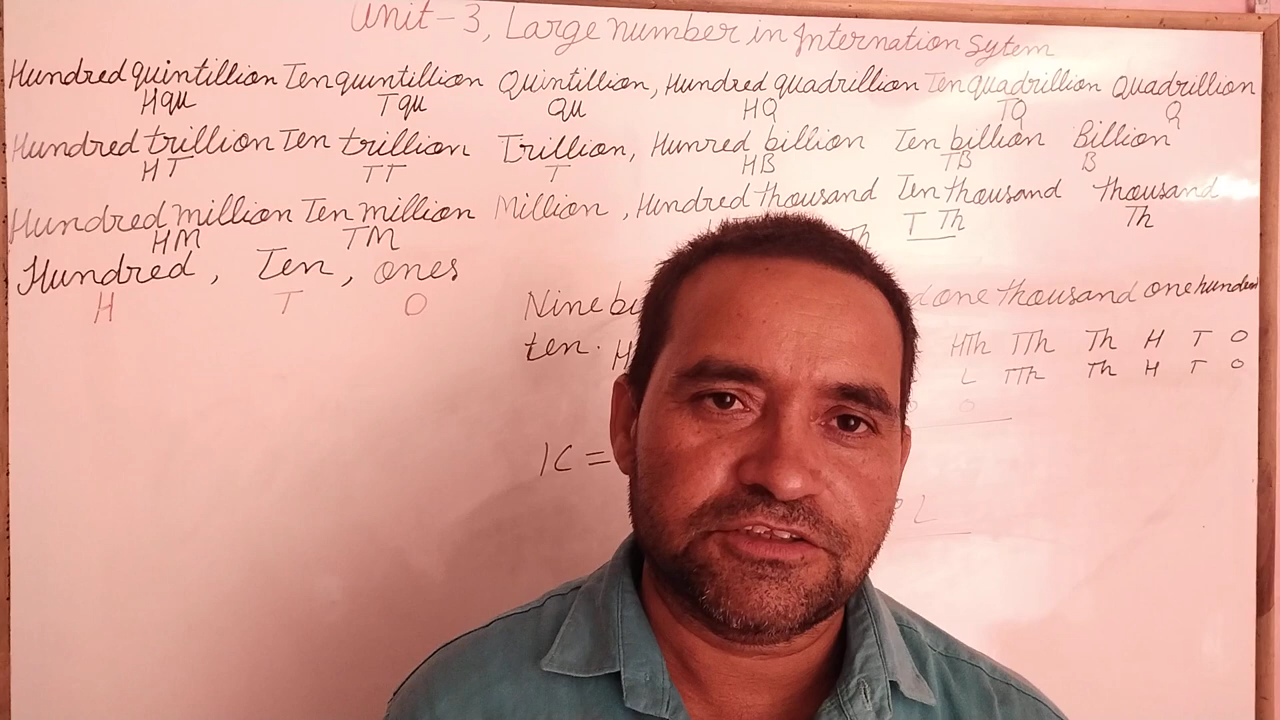 Unit-3, Large number in Internation Sytem
Hundred quintillion Ten quintillion Quintillion, Hundred quadrillion Ten quadrillion Quadrillion
Hqu Tqu Qu HQ TQ Q
Hundred trillion Ten trillion Trillion, Hunred billion Ten billion Billion
HT TT T HB TB B
Hundred million Ten million Million, Hundred thousand Ten thousand thousand
HM TM Th T Th Th
Hundred, Ten, ones
H T O
Nine bi one thousand one hundred
ten. H HTh TTh Th H T O
L TTh Th H T O
1C =
L